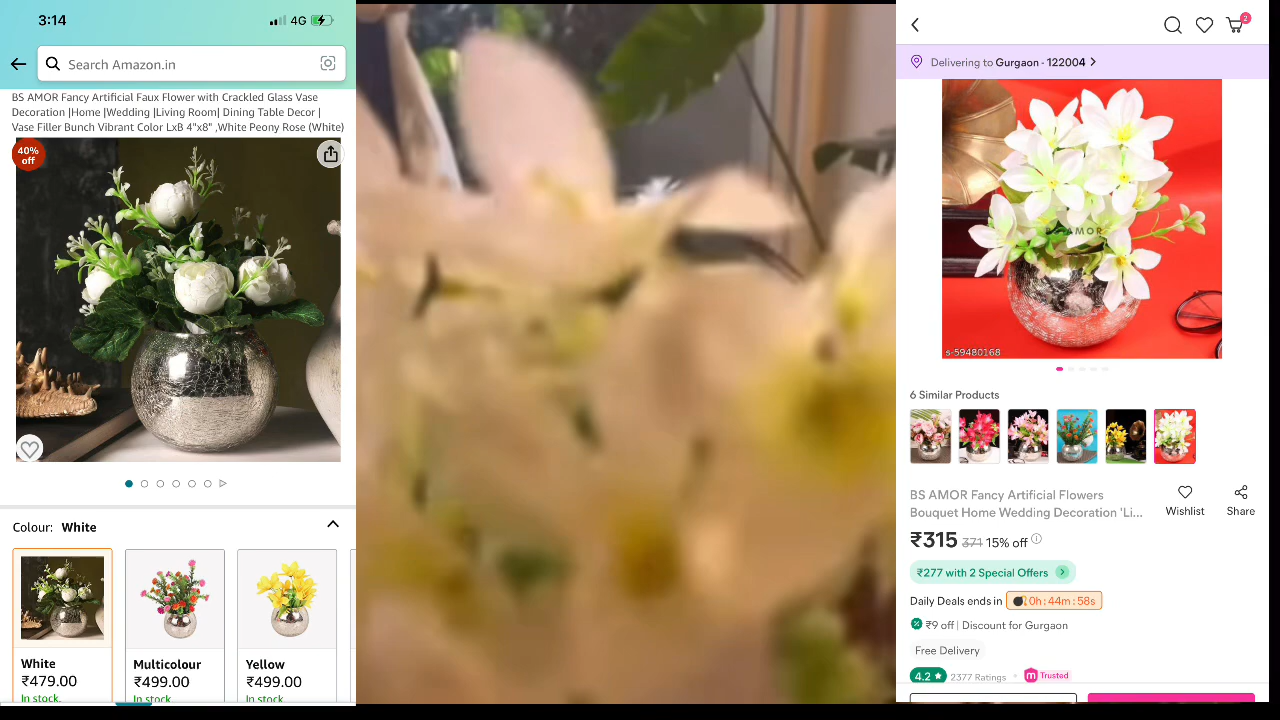 3:14
4G
Search Amazon.in
BS AMOR Fancy Artificial Faux Flower with Crackled Glass Vase
Decoration |Home |Wedding |Living Room| Dining Table Decor |
Vase Filler Bunch Vibrant Color LxB 4"x8" ,White Peony Rose (White)
40%
off
Colour: White
White
₹479.00
In stock.
Multicolour
₹499.00
In stock.
Yellow
₹499.00
In stock.
2
Delivering to Gurgaon - 122004
BS AMOR
s-59480168
6 Similar Products
BS AMOR Fancy Artificial Flowers
Bouquet Home Wedding Decoration 'Li...
Wishlist
Share
₹315 371 15% off
₹277 with 2 Special Offers
Daily Deals ends in 0h : 44m : 58s
₹9 off | Discount for Gurgaon
Free Delivery
4.2 ★ 2377 Ratings • m Trusted